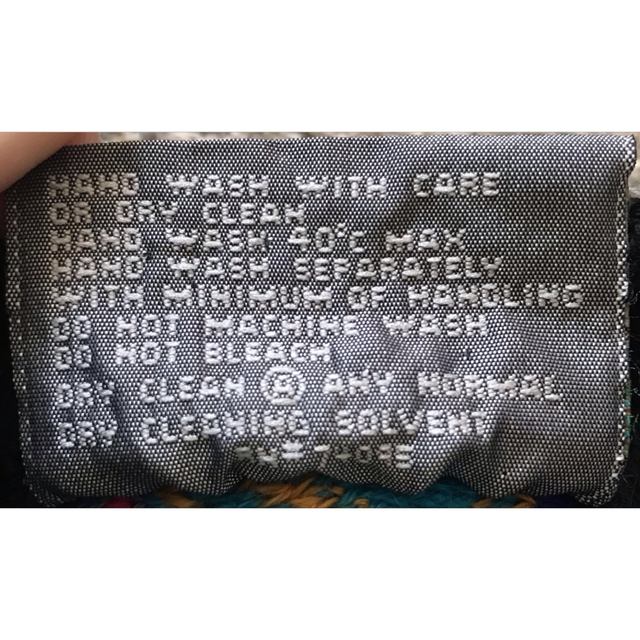 HAND WASH WITH CARE
OR DRY CLEAN
HAND WASH 40°C MAX
HAND WASH SEPARATELY
WITH MINIMUM OF HANDLING
DO NOT MACHINE WASH
DO NOT BLEACH
DRY CLEAN Ⓐ ANY NORMAL
DRY CLEANING SOLVENT